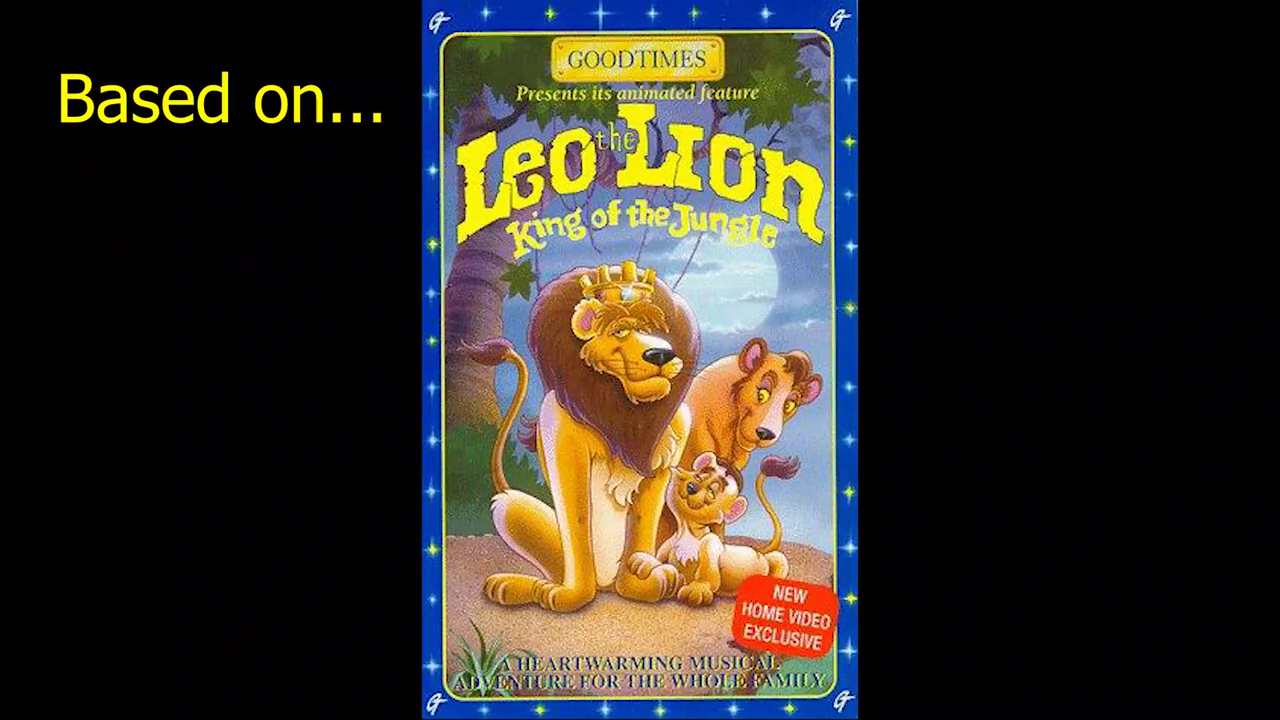 Based on...
GOODTIMES
Presents its animated feature
Leo the Lion
King of the Jungle
NEW
HOME VIDEO
EXCLUSIVE
A HEARTWARMING MUSICAL
ADVENTURE FOR THE WHOLE FAMILY